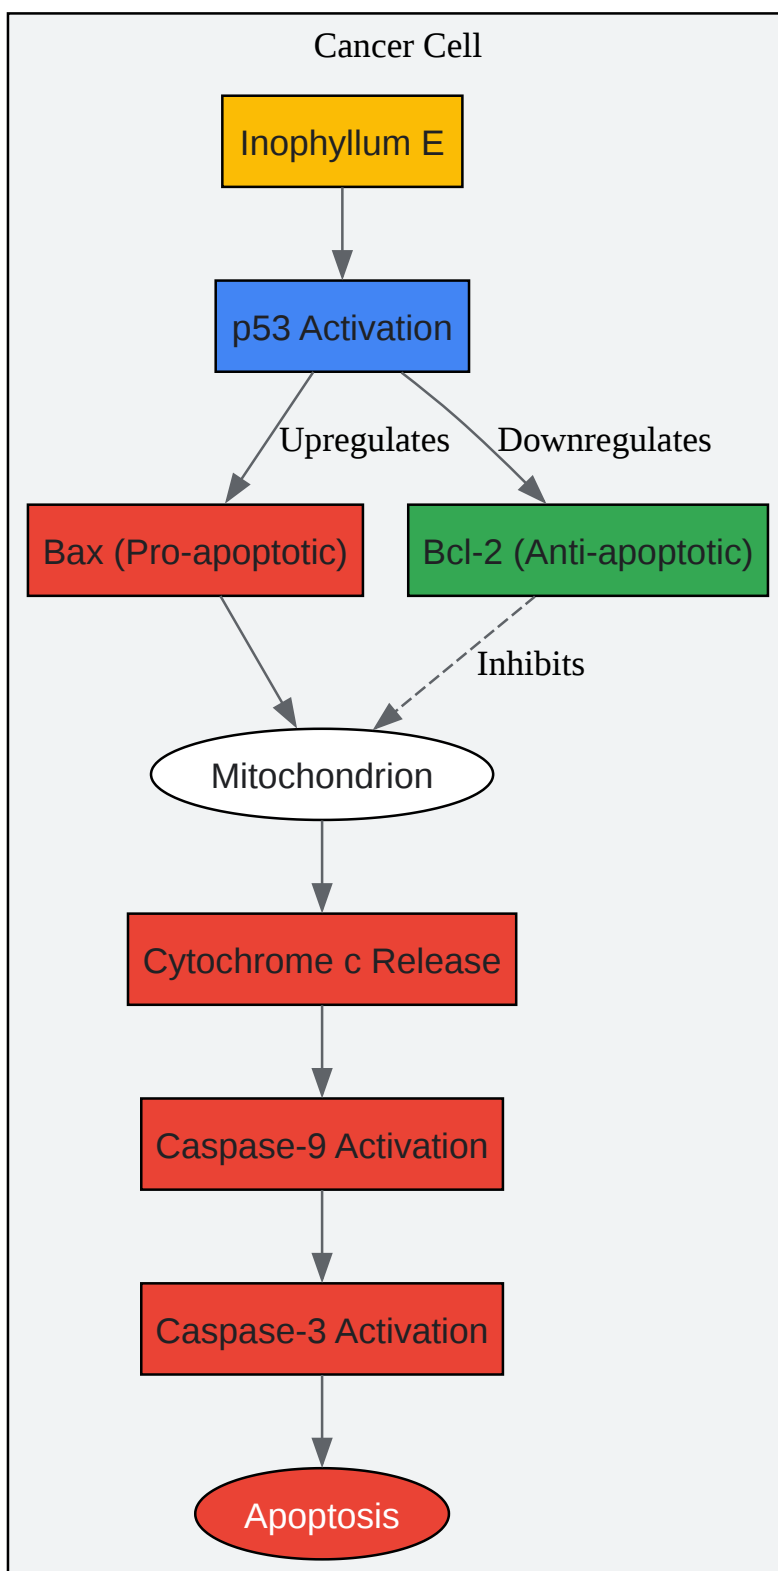 Cancer Cell
Inophyllum E
p53 Activation
Upregulates
Downregulates
Bax (Pro-apoptotic)
Bcl-2 (Anti-apoptotic)
Inhibits
Mitochondrion
Cytochrome c Release
Caspase-9 Activation
Caspase-3 Activation
Apoptosis